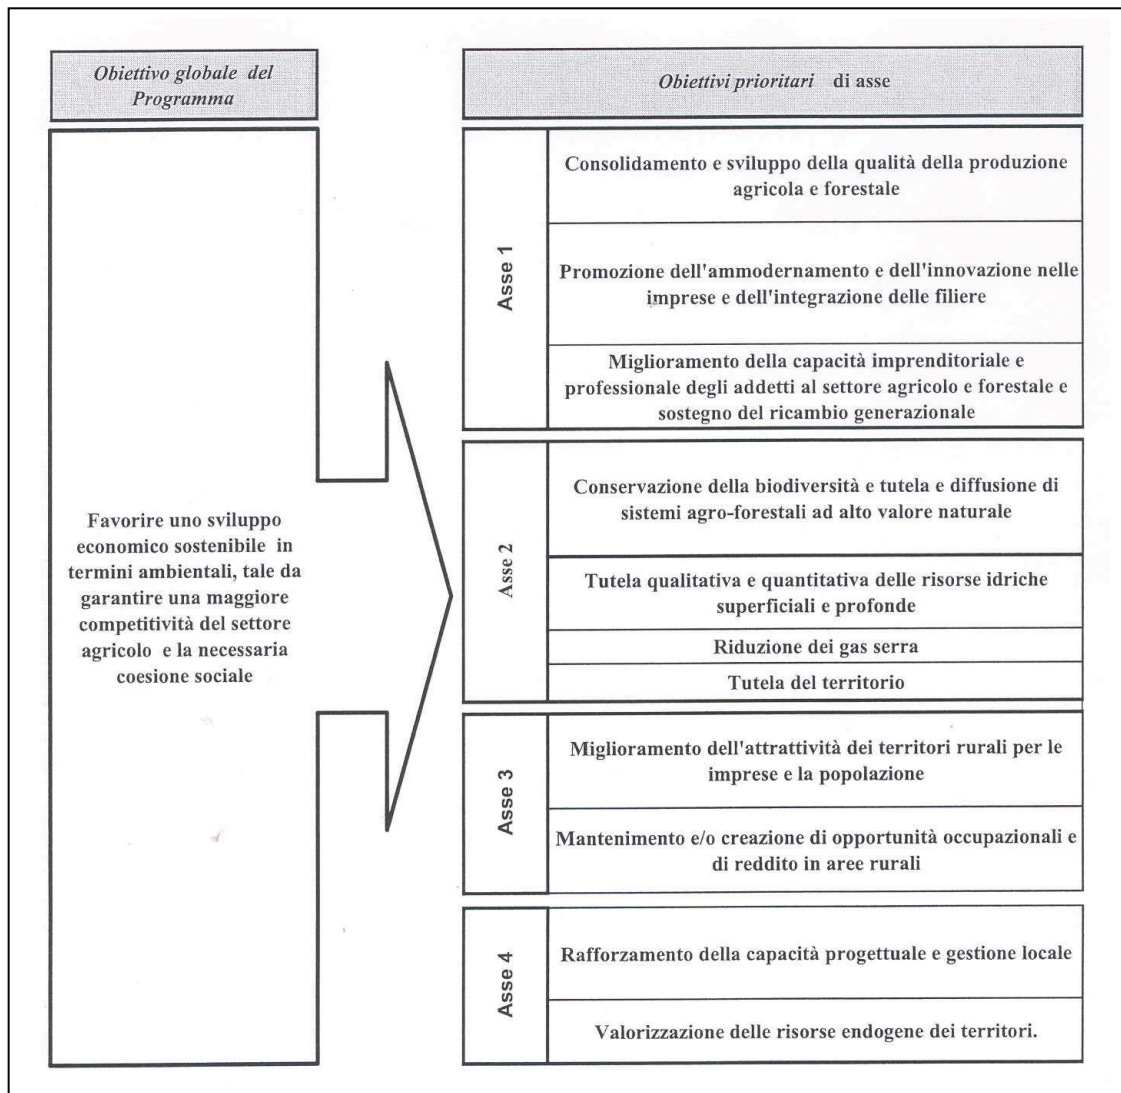 Obiettivo globale del
Programma
Obiettivi prioritari di asse
Favorire uno sviluppo
economico sostenibile in
termini ambientali, tale da
garantire una maggiore
competitività del settore
agricolo e la necessaria
coesione sociale
Asse 1
Consolidamento e sviluppo della qualità della produzione
agricola e forestale
Promozione dell'ammodernamento e dell'innovazione nelle
imprese e dell'integrazione delle filiere
Miglioramento della capacità imprenditoriale e
professionale degli addetti al settore agricolo e forestale e
sostegno del ricambio generazionale
Asse 2
Conservazione della biodiversità e tutela e diffusione di
sistemi agro-forestali ad alto valore naturale
Tutela qualitativa e quantitativa delle risorse idriche
superficiali e profonde
Riduzione dei gas serra
Tutela del territorio
Asse 3
Miglioramento dell'attrattività dei territori rurali per le
imprese e la popolazione
Mantenimento e/o creazione di opportunità occupazionali e
di reddito in aree rurali
Asse 4
Rafforzamento della capacità progettuale e gestione locale
Valorizzazione delle risorse endogene dei territori.